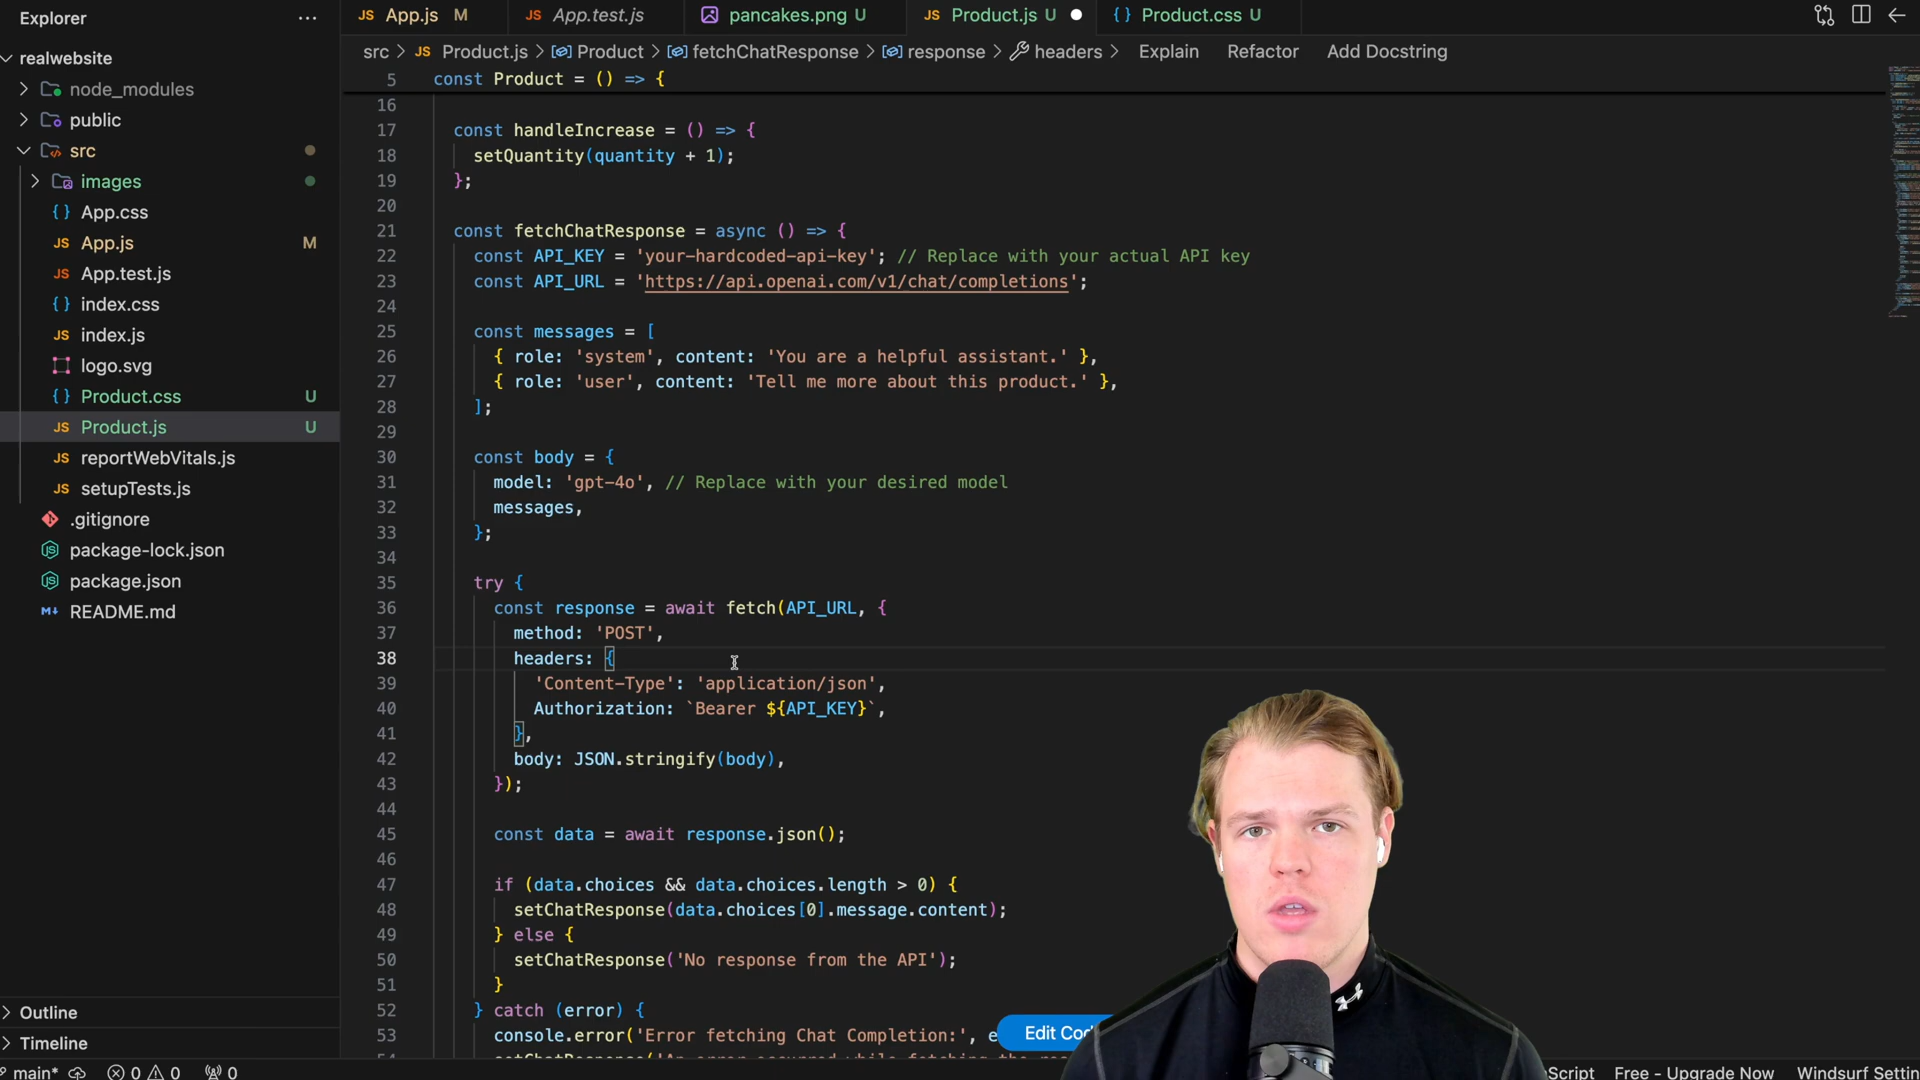 Explorer
realwebsite
node_modules
public
src
images
App.css
App.js M
App.test.js
index.css
index.js
logo.svg
Product.css U
Product.js U
reportWebVitals.js
setupTests.js
.gitignore
package-lock.json
package.json
README.md
Outline
Timeline
App.js M App.test.js pancakes.png U Product.js U Product.css U
src > Product.js > Product > fetchChatResponse > response > headers > Explain Refactor Add Docstring
5 const Product = () => {
16
17 const handleIncrease = () => {
18 setQuantity(quantity + 1);
19 };
20
21 const fetchChatResponse = async () => {
22 const API_KEY = 'your-hardcoded-api-key'; // Replace with your actual API key
23 const API_URL = 'https://api.openai.com/v1/chat/completions';
24
25 const messages = [
26 { role: 'system', content: 'You are a helpful assistant.' },
27 { role: 'user', content: 'Tell me more about this product.' },
28 ];
29
30 const body = {
31 model: 'gpt-4o', // Replace with your desired model
32 messages,
33 };
34
35 try {
36 const response = await fetch(API_URL, {
37 method: 'POST',
38 headers: {
39 'Content-Type': 'application/json',
40 Authorization: `Bearer ${API_KEY}`,
41 },
42 body: JSON.stringify(body),
43 });
44
45 const data = await response.json();
46
47 if (data.choices && data.choices.length > 0) {
48 setChatResponse(data.choices[0].message.content);
49 } else {
50 setChatResponse('No response from the API');
51 }
52 } catch (error) {
53 console.error('Error fetching Chat Completion:', e
Edit Cod
main* 0 0 0 Script Free - Upgrade Now Windsurf Settin